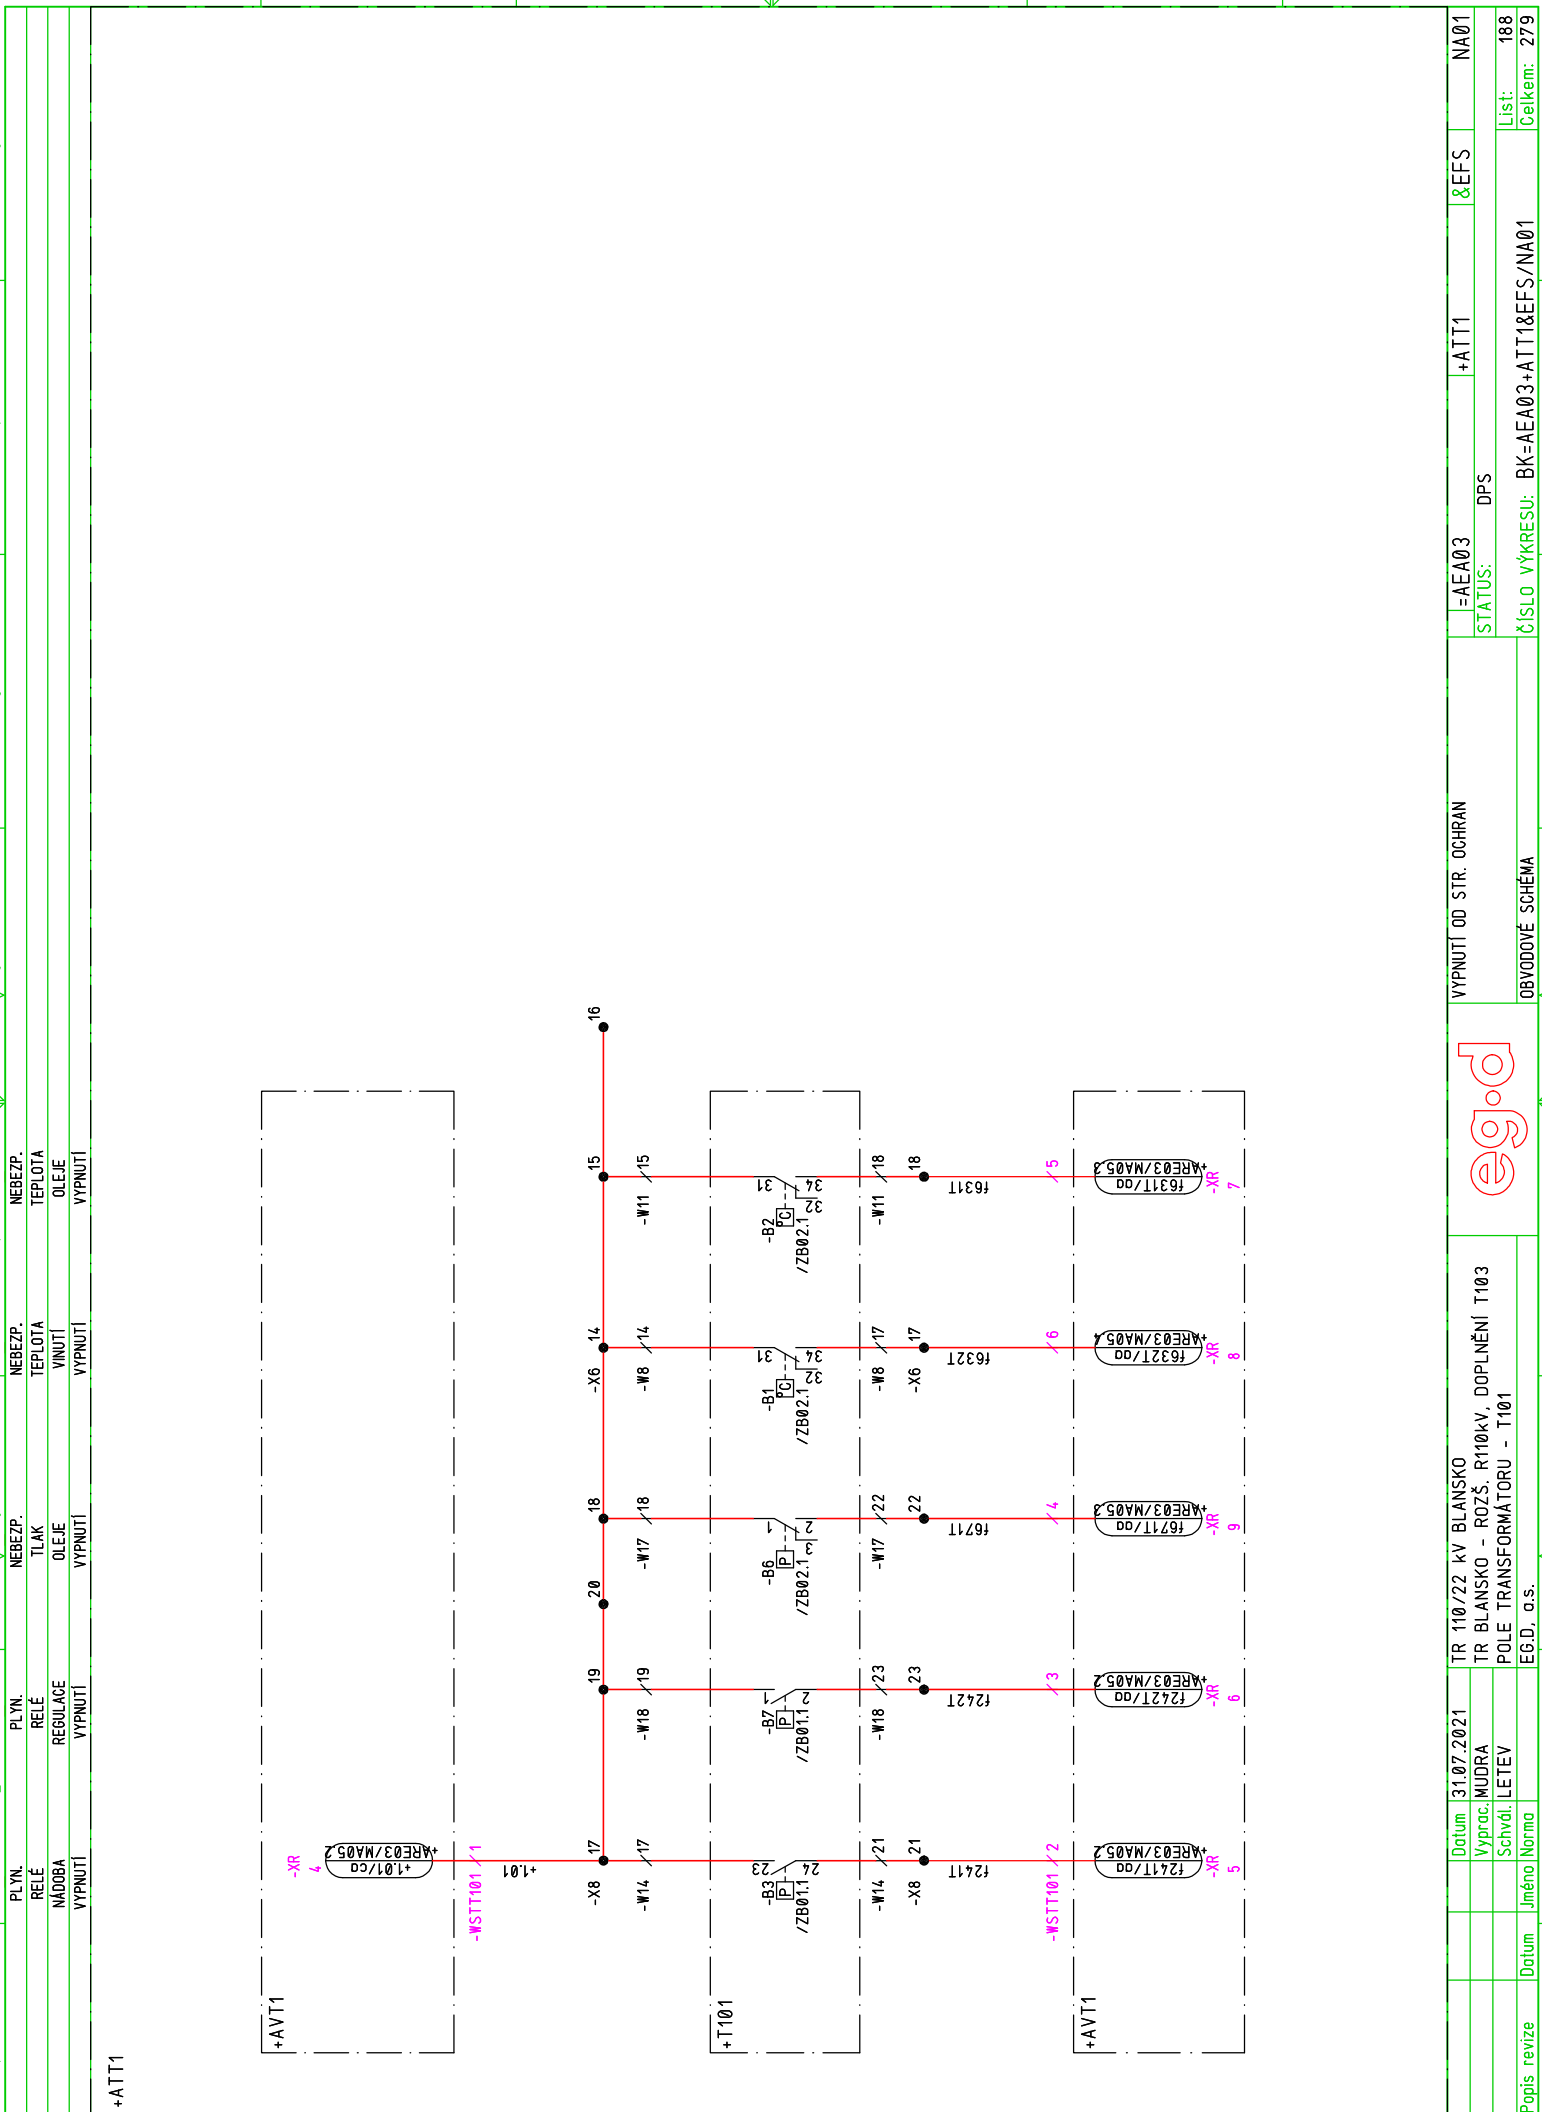 PLYN.
RELÉ
NÁDOBA
VYPNUTÍ
PLYN.
RELÉ
REGULACE
VYPNUTÍ
NEBEZP.
TLAK
OLEJE
VYPNUTÍ
NEBEZP.
TEPLOTA
VINUTÍ
VYPNUTÍ
NEBEZP.
TEPLOTA
OLEJE
VYPNUTÍ
+ATT1
+AVT1
-XR
4
+1.01/ca
+ARE03/MA05.2
-WSTT101 1
+1.01
-X8
17
19
20
18
-X6
14
15
16
-W14 17
-W18 19
-W17 18
-W8 14
-W11 15
+T101
-B3
P
/ZB01.1
23
24
-B7
P
/ZB01.1
1
2
-B6
P
/ZB02.1
1
2
3
-B1
°C
/ZB02.1
31
32
34
-B2
°C
/ZB02.1
31
32
34
-W14 21
-W18 23
-W17 22
-W8 17
-W11 18
-X8 21
23
22
-X6 17
18
f241T
f242T
f671T
f632T
f631T
-WSTT101 2
3
4
6
5
+AVT1
f241T/aa
+ARE03/MA05.2
-XR
5
f242T/aa
+ARE03/MA05.2
-XR
6
f671T/aa
+ARE03/MA05.3
-XR
9
f632T/aa
+ARE03/MA05.4
-XR
8
f631T/aa
+ARE03/MA05.3
-XR
7
Popis revize
Datum
Jméno
Datum 31.07.2021
Vyprac. MUDRA
Schvál. LETEV
Norma
TR 110/22 kV BLANSKO
TR BLANSKO - ROZŠ. R110kV, DOPLNĚNÍ T103
POLE TRANSFORMÁTORU - T101
EG.D, a.s.
eg·d
VYPNUTÍ OD STR. OCHRAN
OBVODOVÉ SCHÉMA
=AEA03
+ATT1
&EFS
NA01
STATUS: DPS
ČÍSLO VÝKRESU: BK=AEA03+ATT1&EFS/NA01
List: 188
Celkem: 279